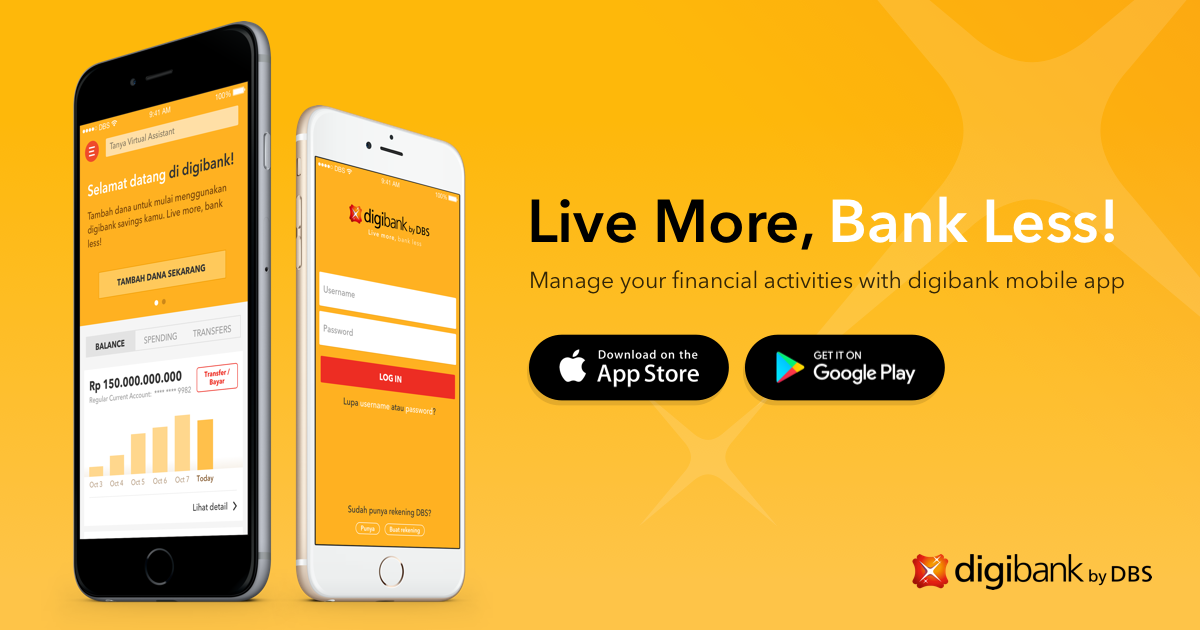 DBS
9:41 AM
100%
Tanya Virtual Assistant
Selamat datang di digibank!
Tambah dana untuk mulai menggunakan
digibank savings kamu. Live more, bank
less!
TAMBAH DANA SEKARANG
BALANCE
SPENDING
TRANSFERS
Rp 150.000.000.000
Regular Current Account: **** **** 9982
Transfer /
Bayar
Oct 3 Oct 4 Oct 5 Oct 6 Oct 7 Today
Lihat detail
DBS
9:41 AM
100%
digibank by DBS
Live more, bank less
Username
Password
LOG IN
Lupa username atau password?
Sudah punya rekening DBS?
Punya
Buat rekening
Live More, Bank Less!
Manage your financial activities with digibank mobile app
Download on the
App Store
GET IT ON
Google Play
digibank by DBS